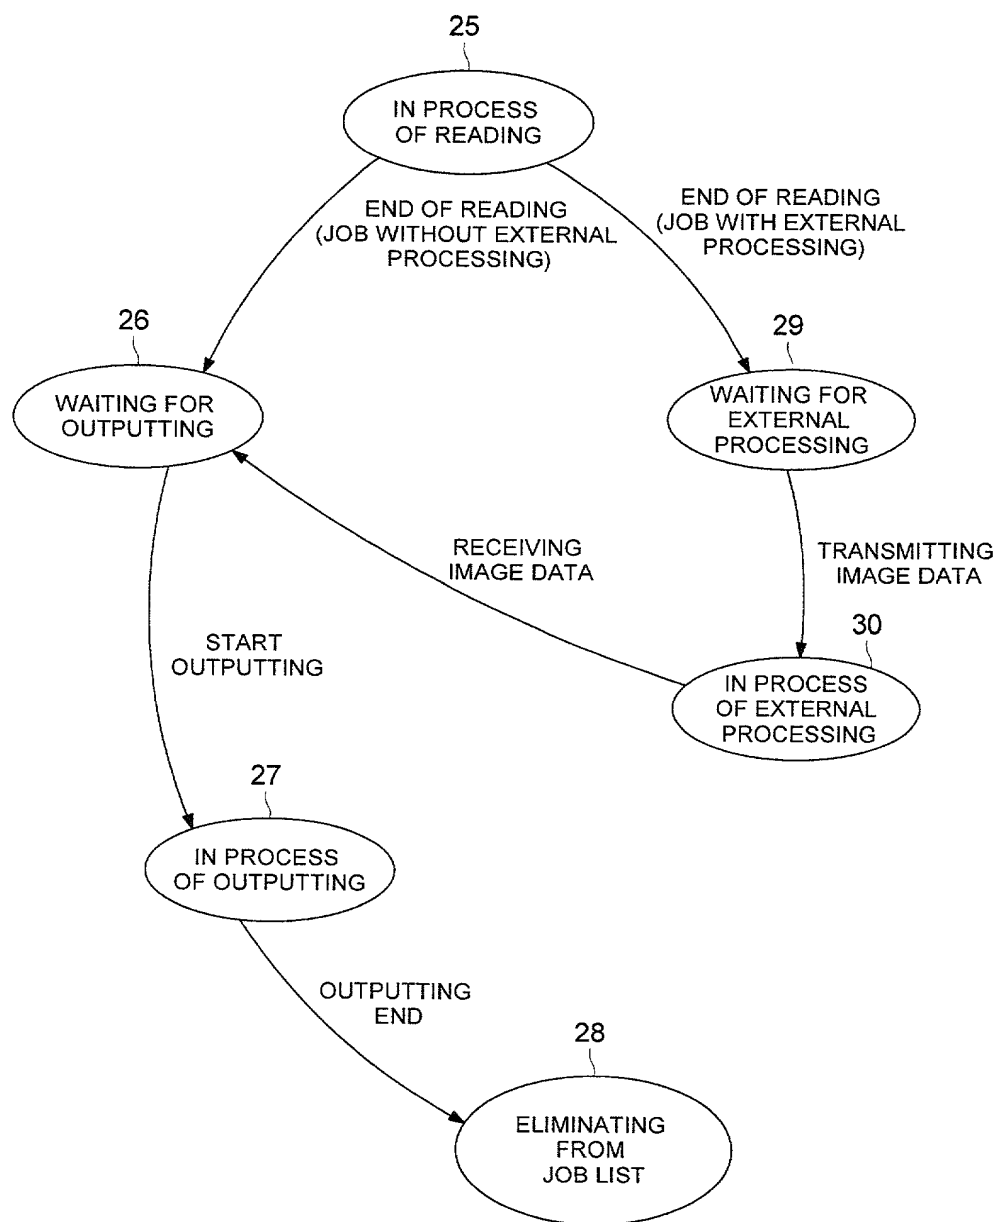 25
IN PROCESS
OF READING
END OF READING
(JOB WITHOUT EXTERNAL
PROCESSING)
END OF READING
(JOB WITH EXTERNAL
PROCESSING)
26
WAITING FOR
OUTPUTTING
29
WAITING FOR
EXTERNAL
PROCESSING
RECEIVING
IMAGE DATA
TRANSMITTING
IMAGE DATA
30
IN PROCESS
OF EXTERNAL
PROCESSING
START
OUTPUTTING
27
IN PROCESS
OF OUTPUTTING
OUTPUTTING
END
28
ELIMINATING
FROM
JOB LIST